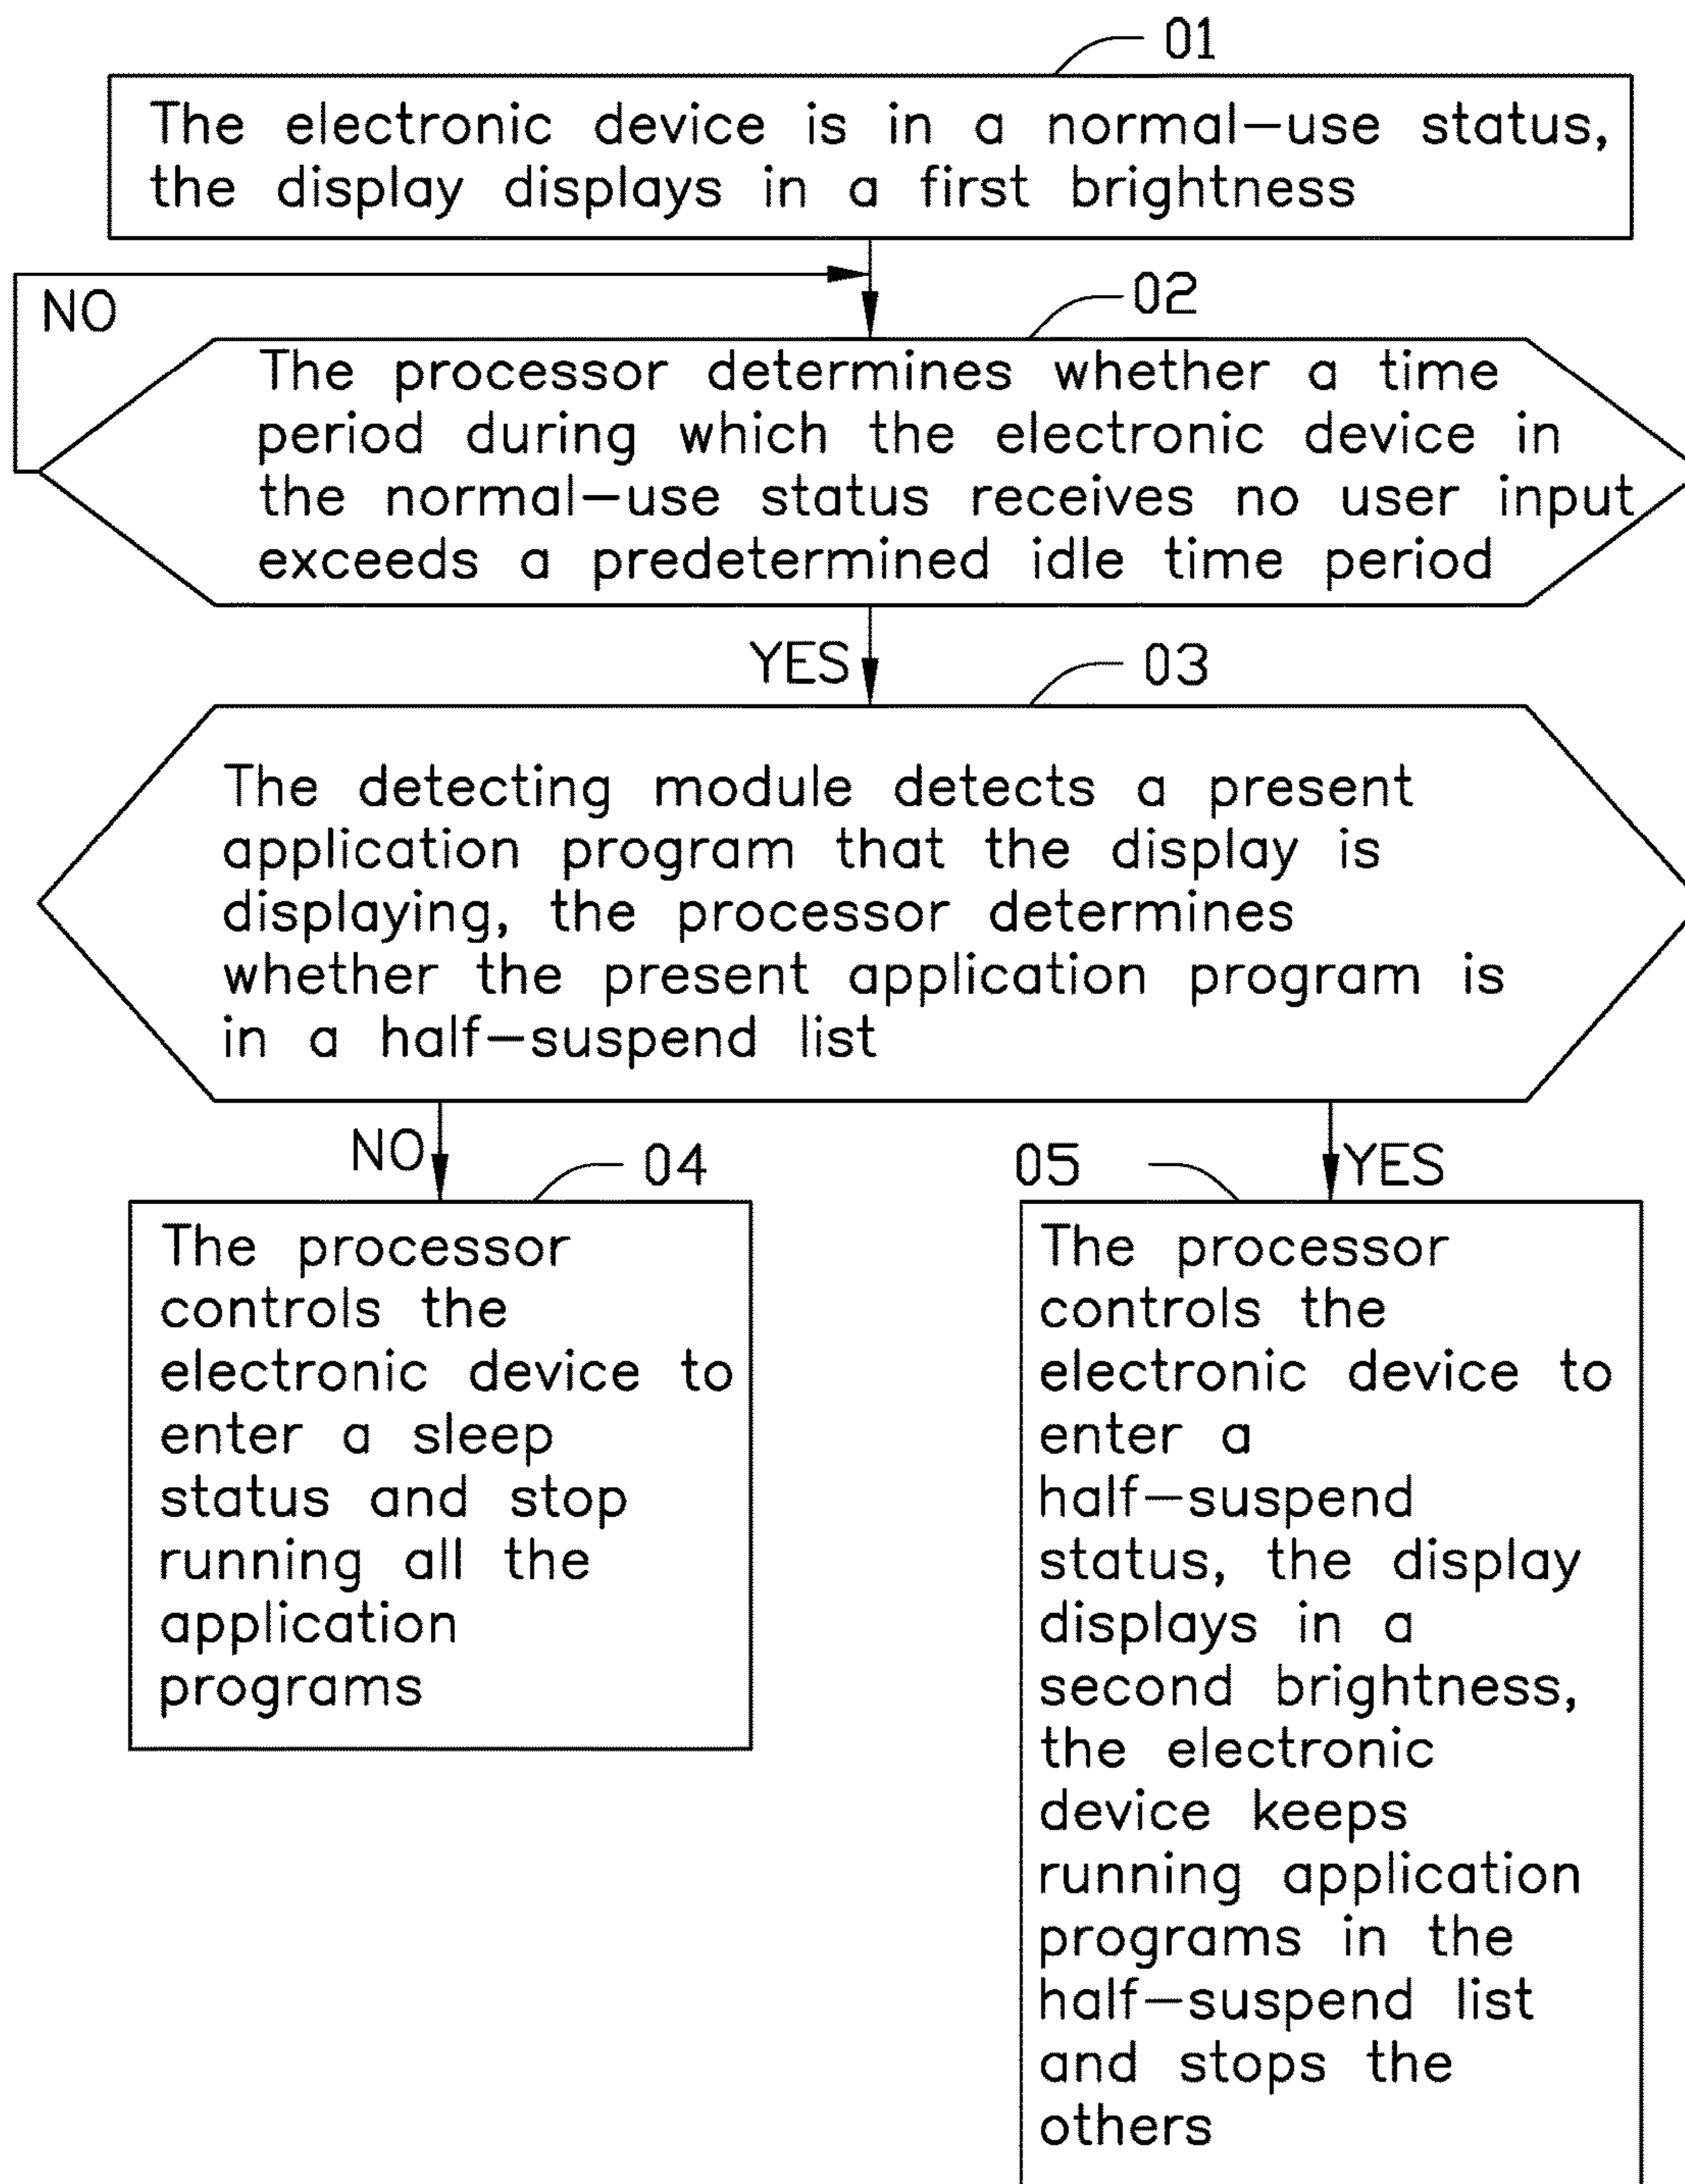 01
The electronic device is in a normal-use status,
the display displays in a first brightness
NO
02
The processor determines whether a time
period during which the electronic device in
the normal-use status receives no user input
exceeds a predetermined idle time period
YES
03
The detecting module detects a present
application program that the display is
displaying, the processor determines
whether the present application program is
in a half-suspend list
NO
04
The processor
controls the
electronic device to
enter a sleep
status and stop
running all the
application
programs
05
YES
The processor
controls the
electronic device to
enter a
half-suspend
status, the display
displays in a
second brightness,
the electronic
device keeps
running application
programs in the
half-suspend list
and stops the
others